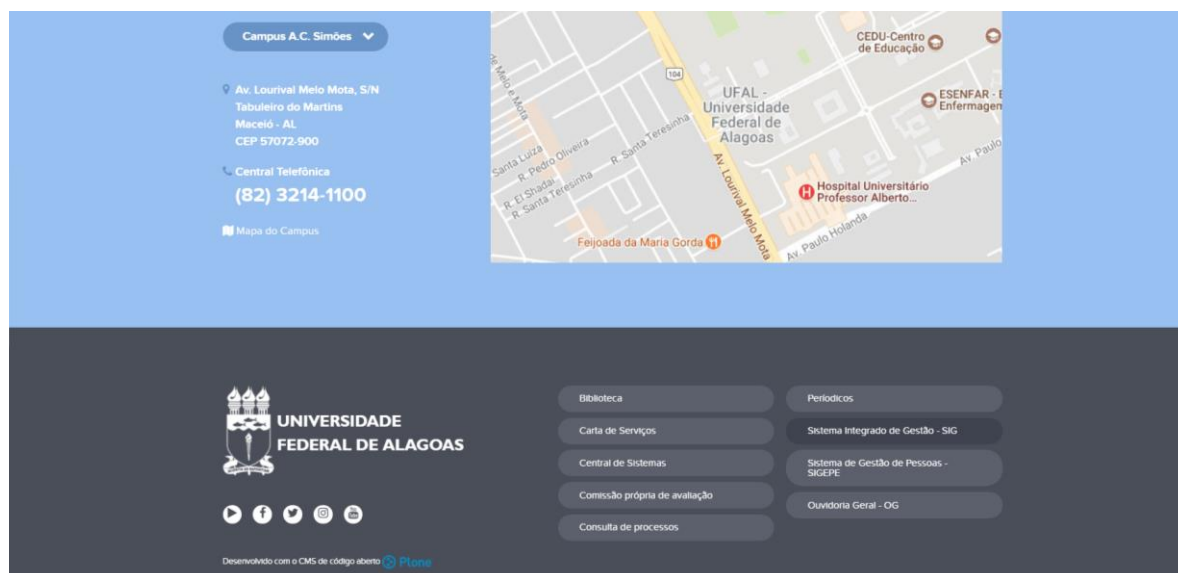 Campus A.C. Simões
Av. Lourival Melo Mota, S/N
Tabuleiro do Martins
Maceió - AL
CEP 57072-900
Central Telefônica
(82) 3214-1100
Mapa do Campus
CEDU-Centro
de Educação
104
de Melo e Mota
UFAL -
Universidade
Federal de
Alagoas
ESENFAR - E
Enfermagen
Santa Luiza
R. Pedro Oliveira
R. Santa Teresinha
R. El Shadai
R. Santa Teresinha
Av. Lourival Melo Mota
Av. Paulo
H Hospital Universitário
Professor Alberto...
Av. Paulo Holanda
Feijoada da Maria Gorda
UNIVERSIDADE
FEDERAL DE ALAGOAS
Desenvolvido com o CMS de código aberto Plone
Biblioteca
Carta de Serviços
Central de Sistemas
Comissão própria de avaliação
Consulta de processos
Períodicos
Sistema Integrado de Gestão - SIG
Sistema de Gestão de Pessoas -
SIGEPE
Ouvidoria Geral - OG